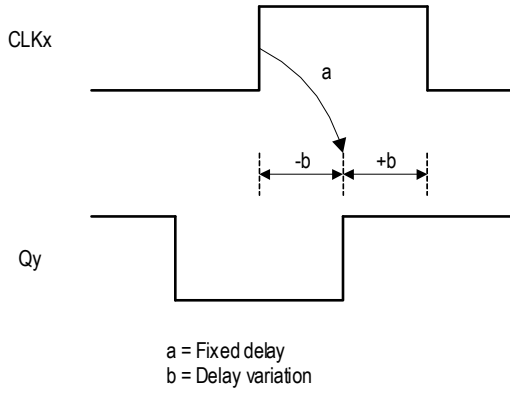 CLKx
a
-b
+b
Qy
a = Fixed delay
b = Delay variation